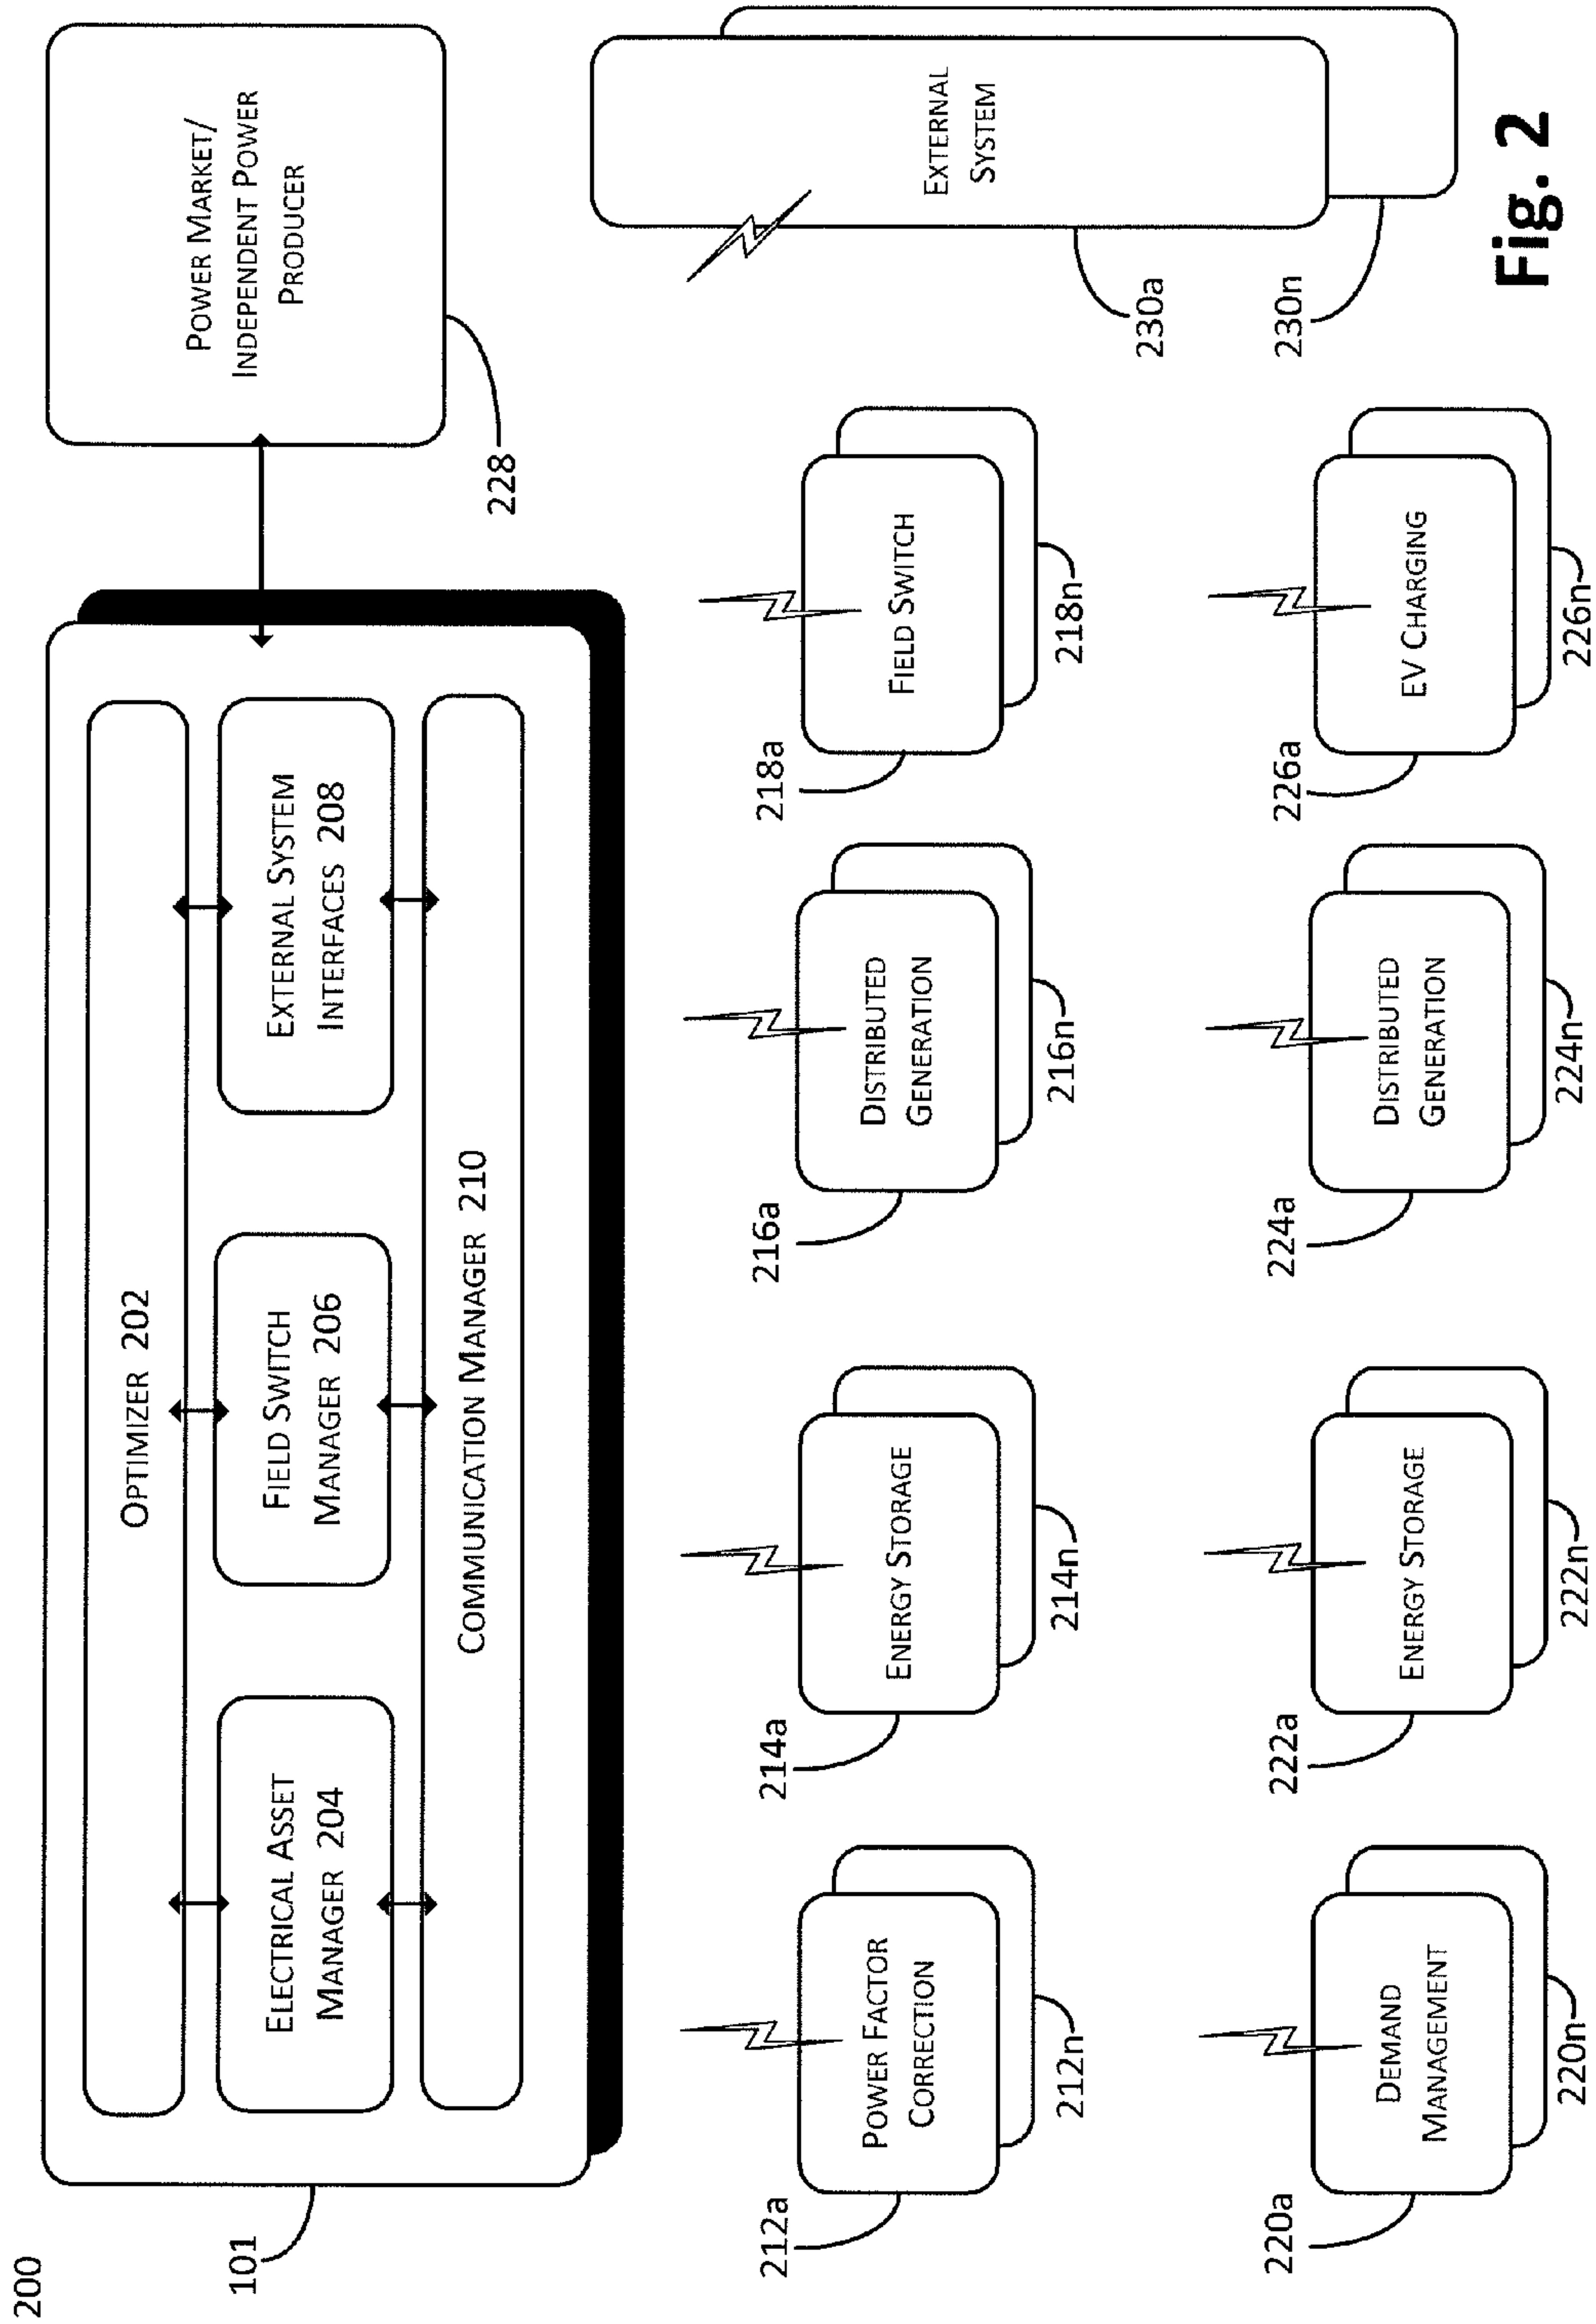 200
101
OPTIMIZER 202
ELECTRICAL ASSET
MANAGER 204
FIELD SWITCH
MANAGER 206
EXTERNAL SYSTEM
INTERFACES 208
COMMUNICATION MANAGER 210
POWER MARKET/
INDEPENDENT POWER
PRODUCER
228
212a
POWER FACTOR
CORRECTION
212n
214a
ENERGY STORAGE
214n
216a
DISTRIBUTED
GENERATION
216n
218a
FIELD SWITCH
218n
220a
DEMAND
MANAGEMENT
220n
222a
ENERGY STORAGE
222n
224a
DISTRIBUTED
GENERATION
224n
226a
EV CHARGING
226n
EXTERNAL
SYSTEM
230a
230n
Fig. 2